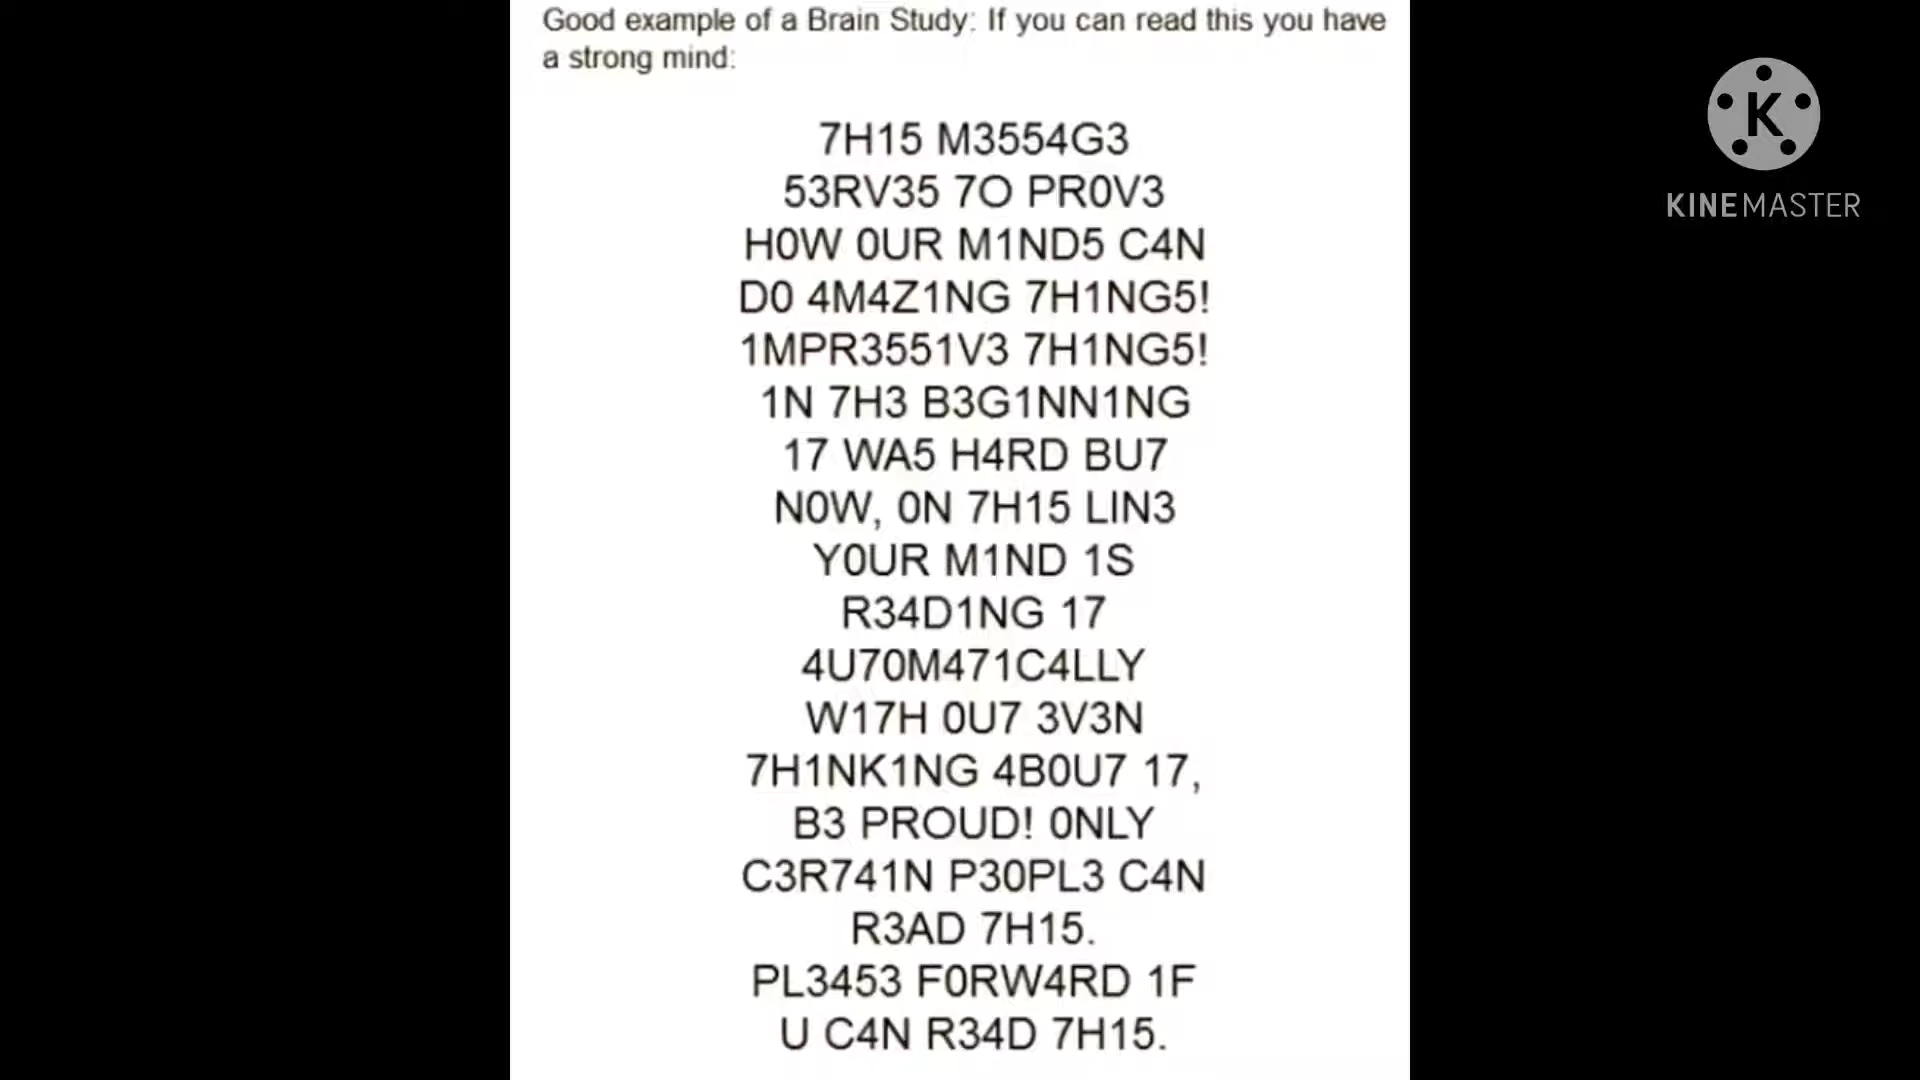 Good example of a Brain Study: If you can read this you have
a strong mind:
7H15 M3554G3
53RV35 7O PR0V3
H0W 0UR M1ND5 C4N
D0 4M4Z1NG 7H1NG5!
1MPR3551V3 7H1NG5!
1N 7H3 B3G1NN1NG
17 WA5 H4RD BU7
N0W, 0N 7H15 LIN3
Y0UR M1ND 1S
R34D1NG 17
4U70M471C4LLY
W17H 0U7 3V3N
7H1NK1NG 4B0U7 17,
B3 PROUD! 0NLY
C3R741N P30PL3 C4N
R3AD 7H15.
PL3453 F0RW4RD 1F
U C4N R34D 7H15.
K
KINEMASTER